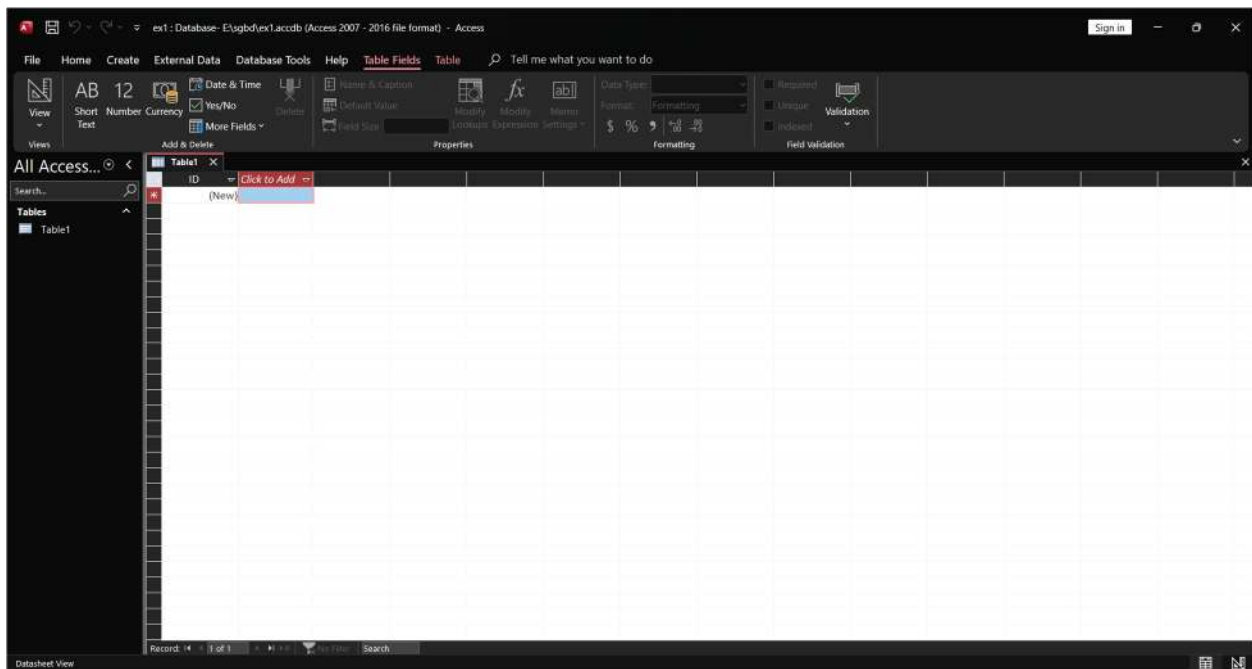 ex1 : Database- E:\sgbd\ex1.accdb (Access 2007 - 2016 file format) - Access
Sign in
File Home Create External Data Database Tools Help Table Fields Table Tell me what you want to do
View
AB
Short
Text
12
Number
Currency
Date & Time
Yes/No
More Fields
Delete
Name & Caption
Default Value
Field Size
Modify
Lookups
fx
Modify
Expression
ab
Memo
Settings
Data Type:
Format: Formatting
$ % 9
Required
Unique
Indexed
Validation
Views Add & Delete Properties Formatting Field Validation
All Access...
Search...
Tables
Table1
Table1
ID Click to Add
(New)
Record: 1 of 1 No Filter Search
Datasheet View